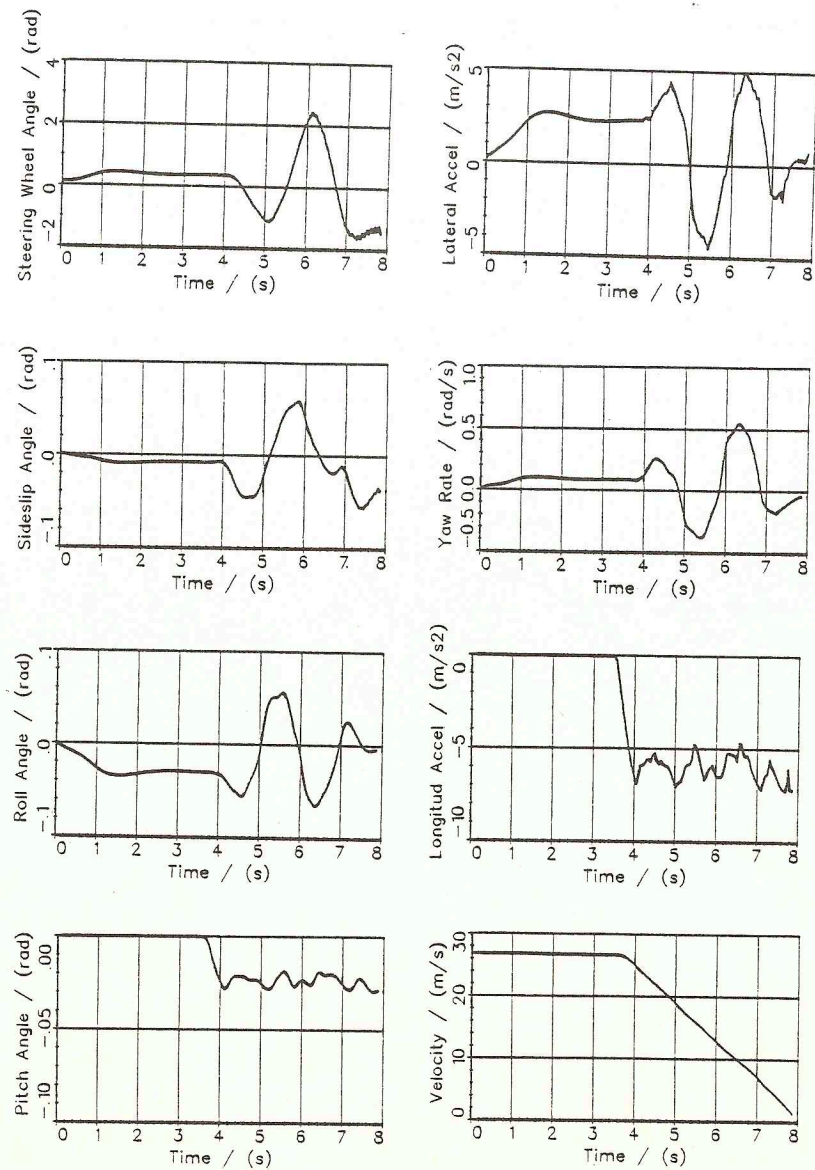 Steering Wheel Angle / (rad)
4
2
0
-2
0 1 2 3 4 5 6 7 8
Time / (s)
Lateral Accel / (m/s2)
5
0
-5
0 1 2 3 4 5 6 7 8
Time / (s)
Sideslip Angle / (rad)
.1
0
-.1
0 1 2 3 4 5 6 7 8
Time / (s)
Yaw Rate / (rad/s)
1.0
0.5
0.0
-0.5
0 1 2 3 4 5 6 7 8
Time / (s)
Roll Angle / (rad)
.1
.0
-.1
0 1 2 3 4 5 6 7 8
Time / (s)
Longitud Accel / (m/s2)
0
-5
-10
0 1 2 3 4 5 6 7 8
Time / (s)
Pitch Angle / (rad)
.00
-.05
-.10
0 1 2 3 4 5 6 7 8
Time / (s)
Velocity / (m/s)
30
20
10
0
0 1 2 3 4 5 6 7 8
Time / (s)